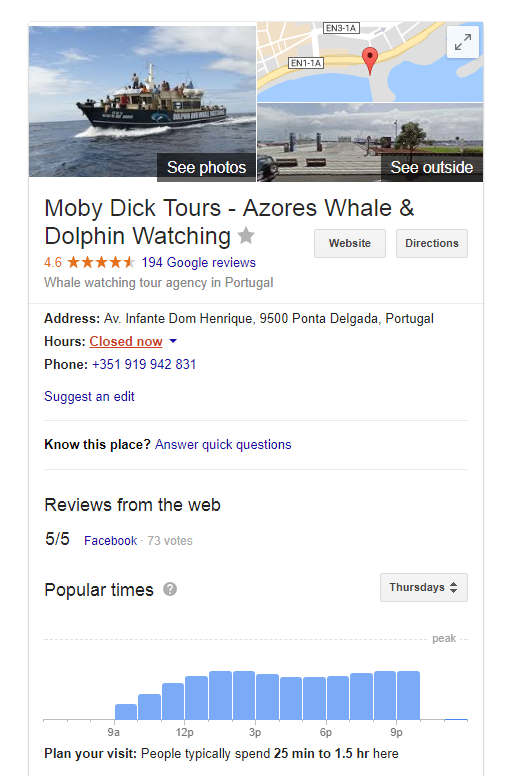 EN3-1A
EN1-1A
See photos
See outside
Moby Dick Tours - Azores Whale &
Dolphin Watching
Website
Directions
4.6 194 Google reviews
Whale watching tour agency in Portugal
Address: Av. Infante Dom Henrique, 9500 Ponta Delgada, Portugal
Hours: Closed now
Phone: +351 919 942 831
Suggest an edit
Know this place? Answer quick questions
Reviews from the web
5/5 Facebook · 73 votes
Popular times ?
Thursdays
peak
9a 12p 3p 6p 9p
Plan your visit: People typically spend 25 min to 1.5 hr here